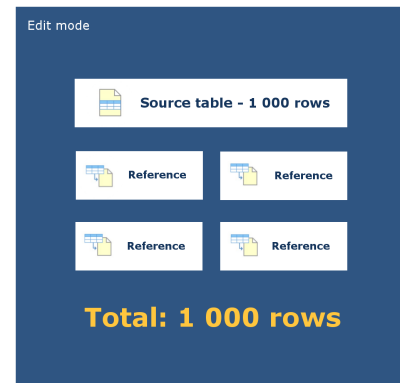 Edit mode
Source table - 1 000 rows
Reference
Reference
Reference
Reference
Total: 1 000 rows